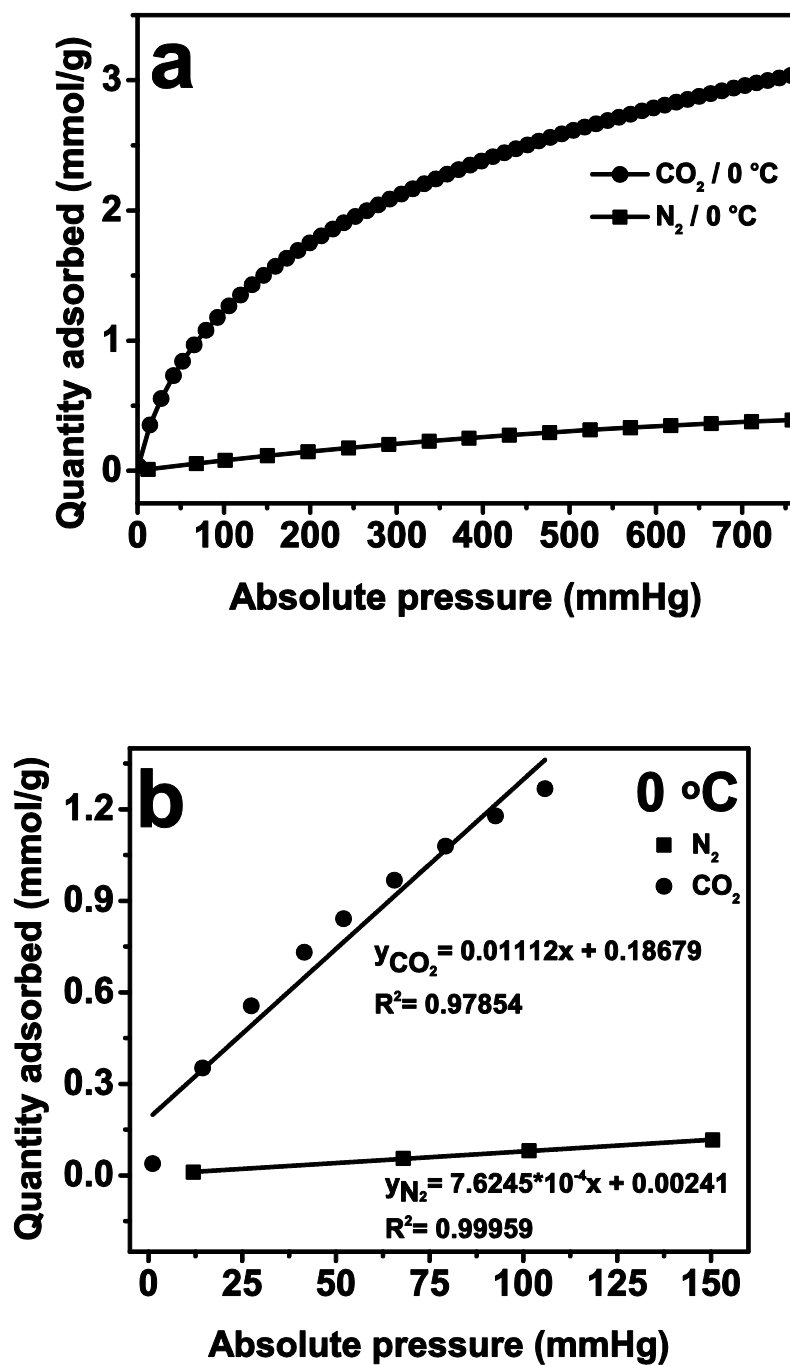 a
Quantity adsorbed (mmol/g)
3
2
1
0
CO₂ / 0 °C
N₂ / 0 °C
0 100 200 300 400 500 600 700
Absolute pressure (mmHg)
b
0 °C
N₂
CO₂
Quantity adsorbed (mmol/g)
1.2
0.9
0.6
0.3
0.0
y_CO₂= 0.01112x + 0.18679
R²= 0.97854
y_N₂= 7.6245*10⁻⁴x + 0.00241
R²= 0.99959
0 25 50 75 100 125 150
Absolute pressure (mmHg)